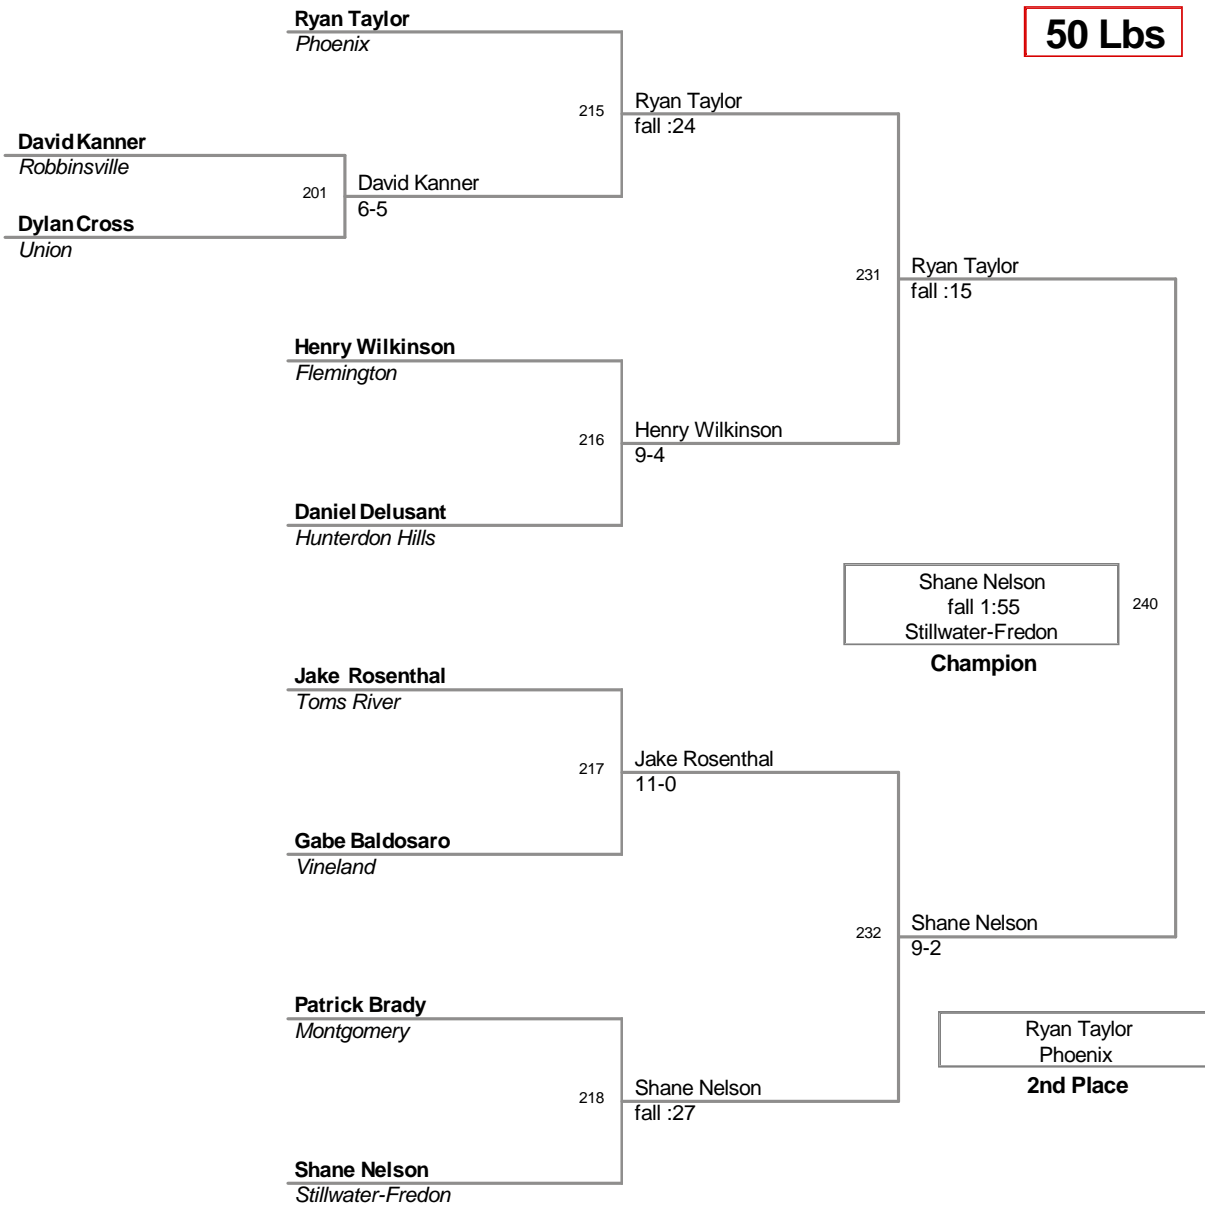 50 Lbs
Ryan Taylor
Phoenix
215
Ryan Taylor
fall :24
David Kanner
Robbinsville
201
David Kanner
6-5
Dylan Cross
Union
231
Ryan Taylor
fall :15
Henry Wilkinson
Flemington
216
Henry Wilkinson
9-4
Daniel Delusant
Hunterdon Hills
Shane Nelson
fall 1:55
Stillwater-Fredon
240
Champion
Jake Rosenthal
Toms River
217
Jake Rosenthal
11-0
Gabe Baldosaro
Vineland
232
Shane Nelson
9-2
Patrick Brady
Montgomery
Ryan Taylor
Phoenix
2nd Place
218
Shane Nelson
fall :27
Shane Nelson
Stillwater-Fredon